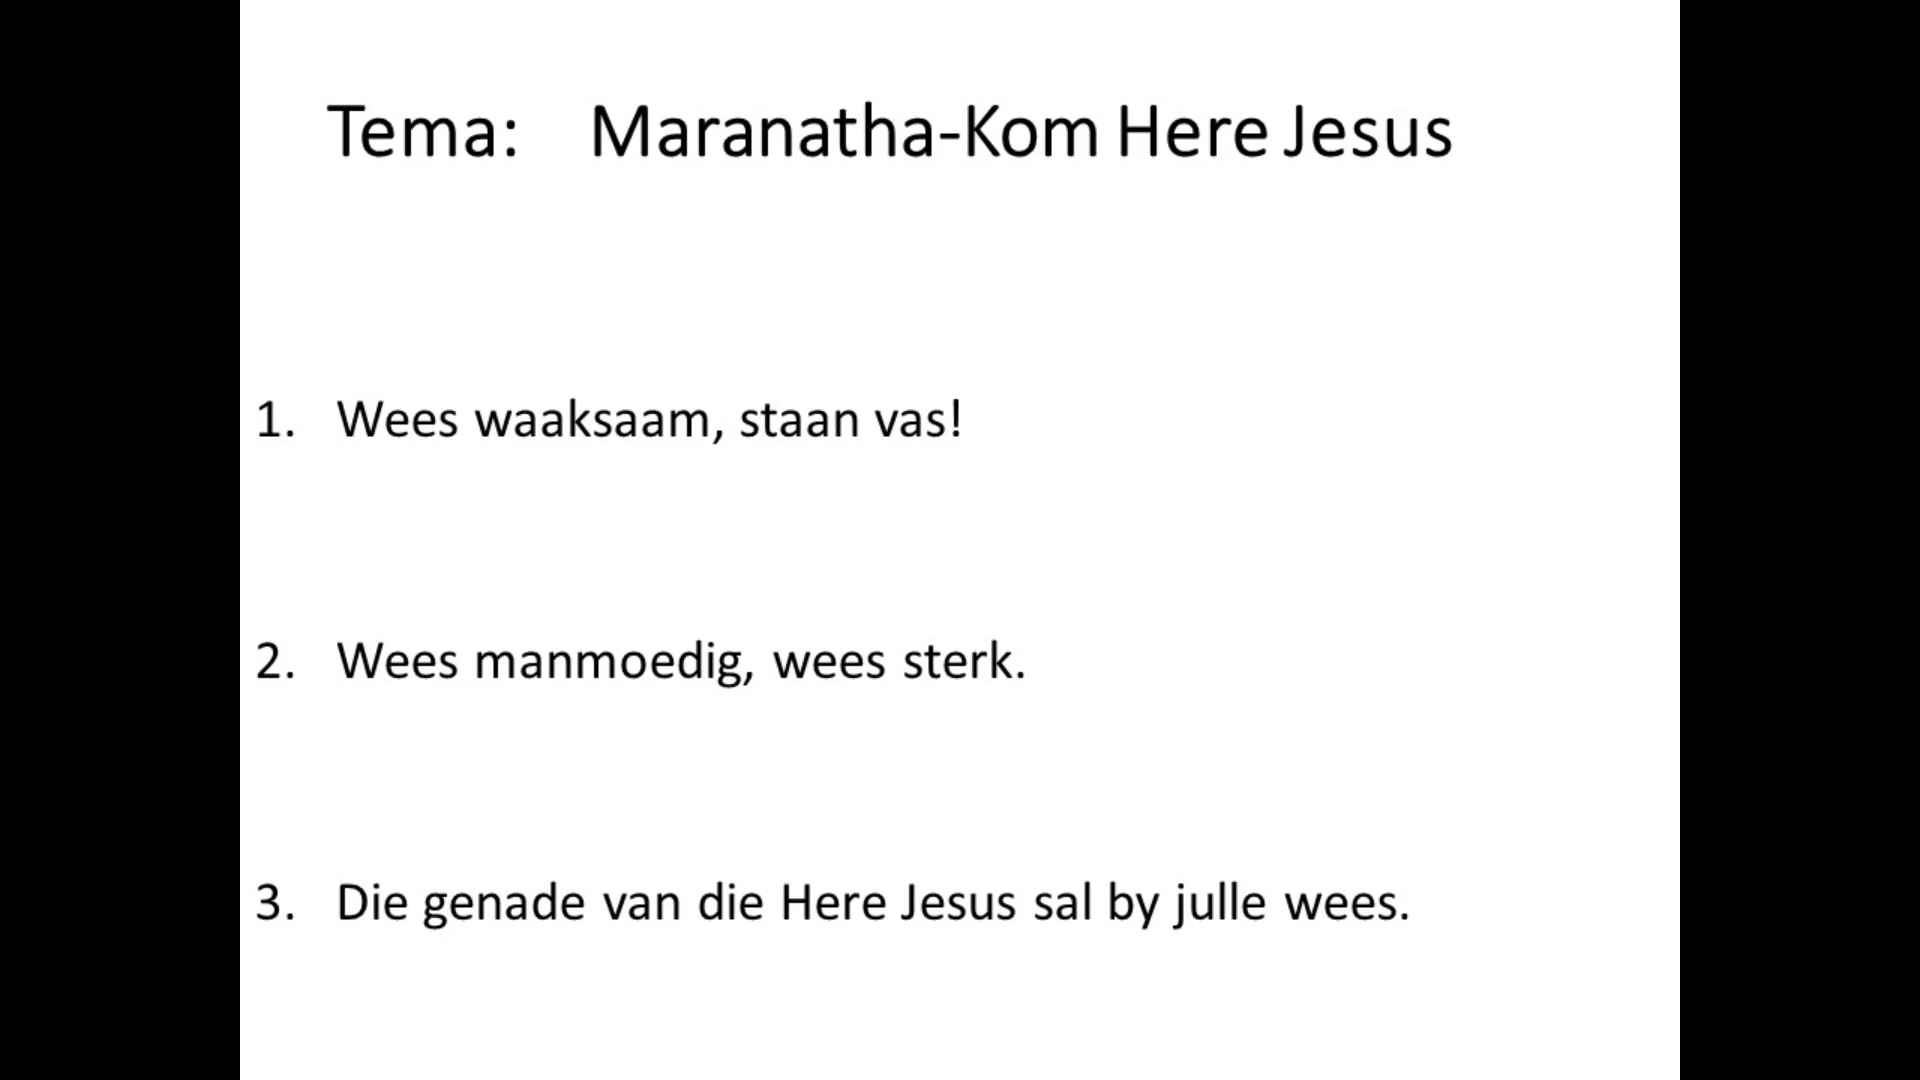 Tema: Maranatha-Kom Here Jesus
1. Wees waaksaam, staan vas!
2. Wees manmoedig, wees sterk.
3. Die genade van die Here Jesus sal by julle wees.